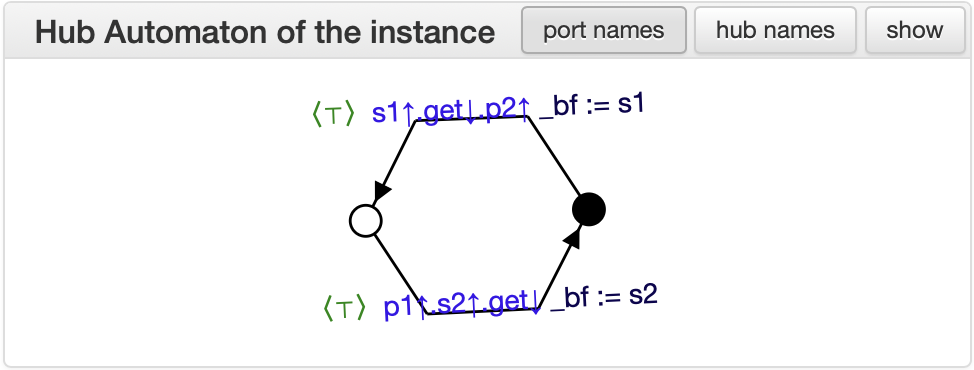 Hub Automaton of the instance port names hub names show
⟨⊤⟩ s1↑.get↓.p2↑ _bf := s1
⟨⊤⟩ p1↑.s2↑.get↓ _bf := s2